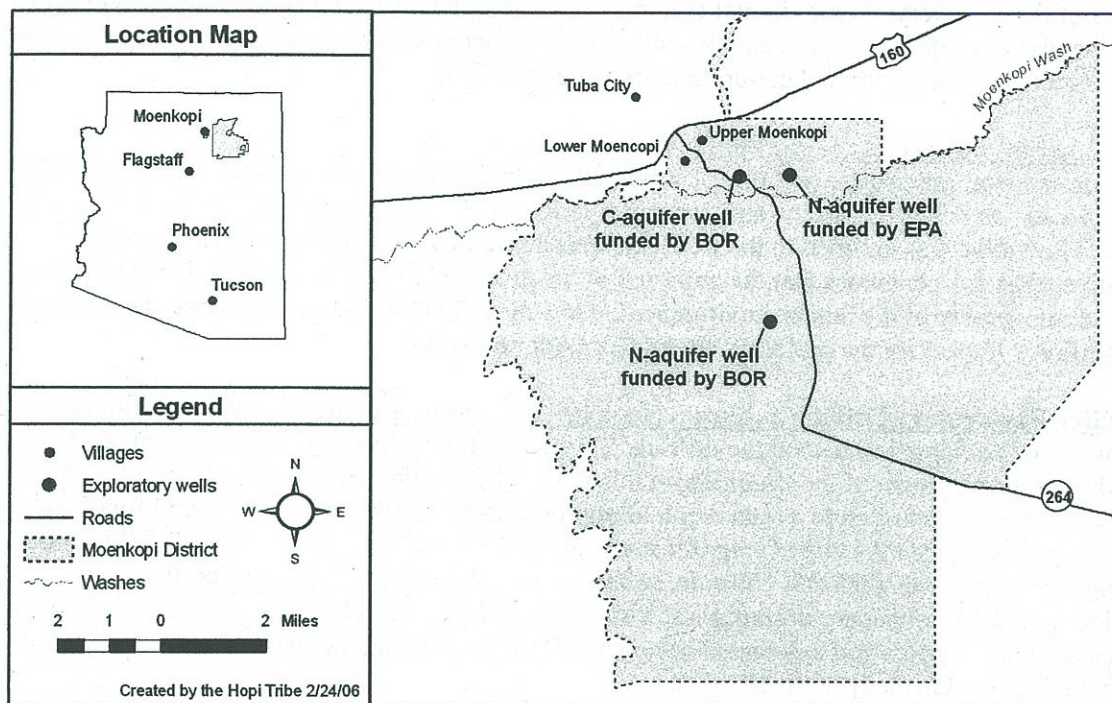 Location Map
Moenkopi
Flagstaff
Phoenix
Tucson
Legend
Villages
Exploratory wells
Roads
Moenkopi District
Washes
N
W
E
S
2 1 0 2 Miles
Created by the Hopi Tribe 2/24/06
160
Moenkopi Wash
Tuba City
Upper Moenkopi
Lower Moencopi
C-aquifer well
funded by BOR
N-aquifer well
funded by EPA
N-aquifer well
funded by BOR
264